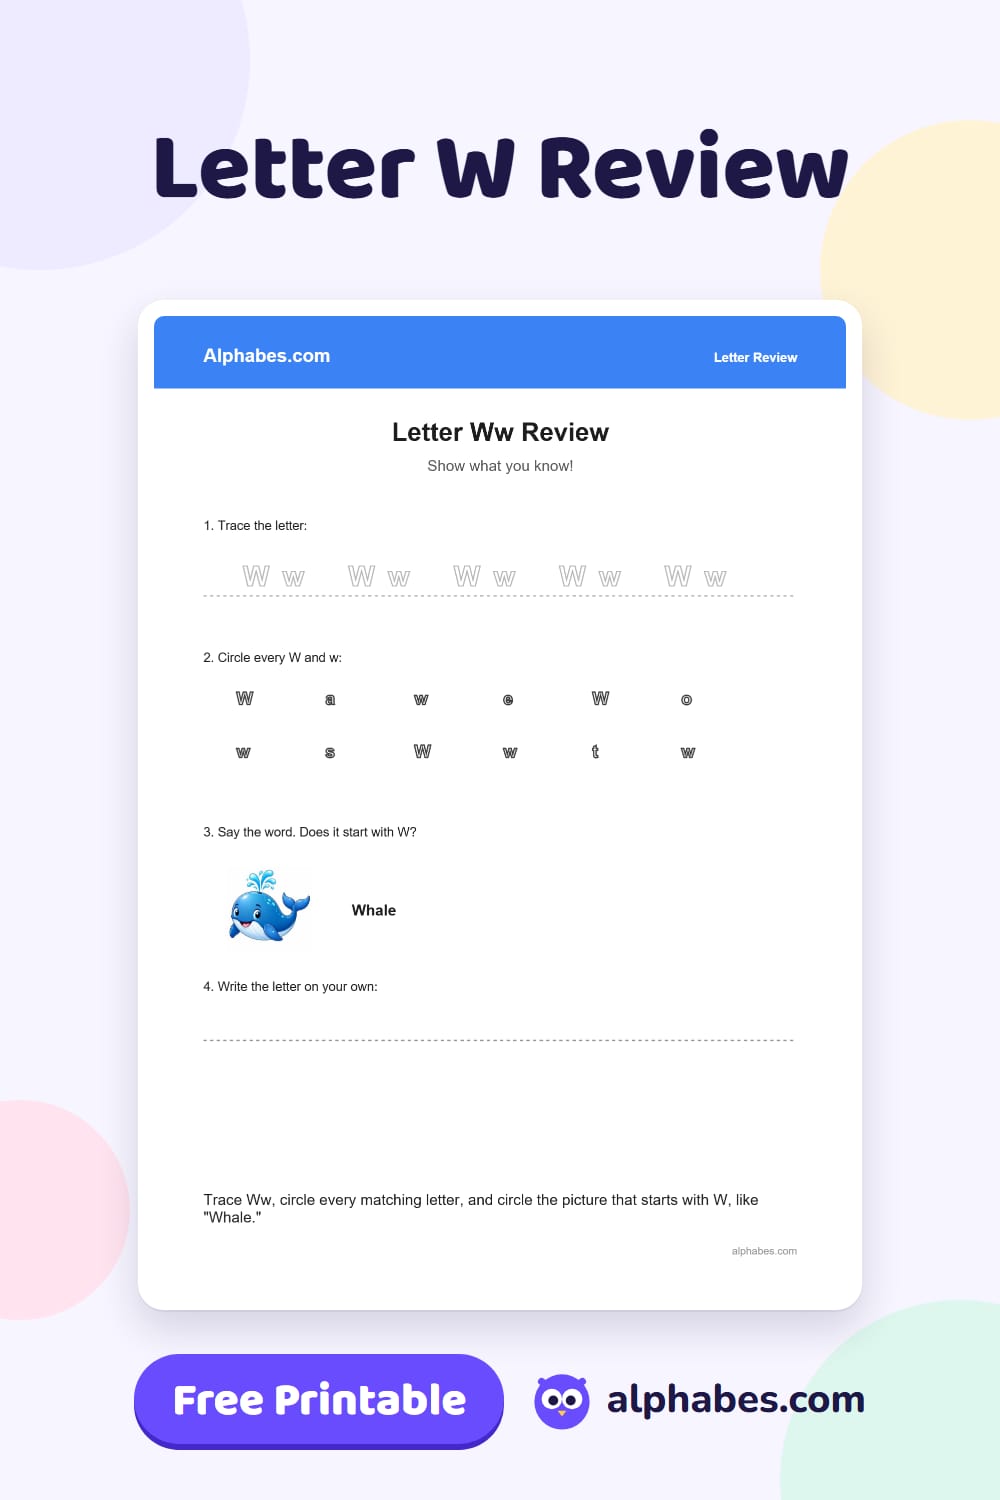 Letter W Review
Alphabes.com
Letter Review
Letter Ww Review
Show what you know!
1. Trace the letter:
W w W w W w W w W w
2. Circle every W and w:
W a w e W o
w s W w t w
3. Say the word. Does it start with W?
Whale
4. Write the letter on your own:
Trace Ww, circle every matching letter, and circle the picture that starts with W, like
"Whale."
alphabes.com
Free Printable
alphabes.com